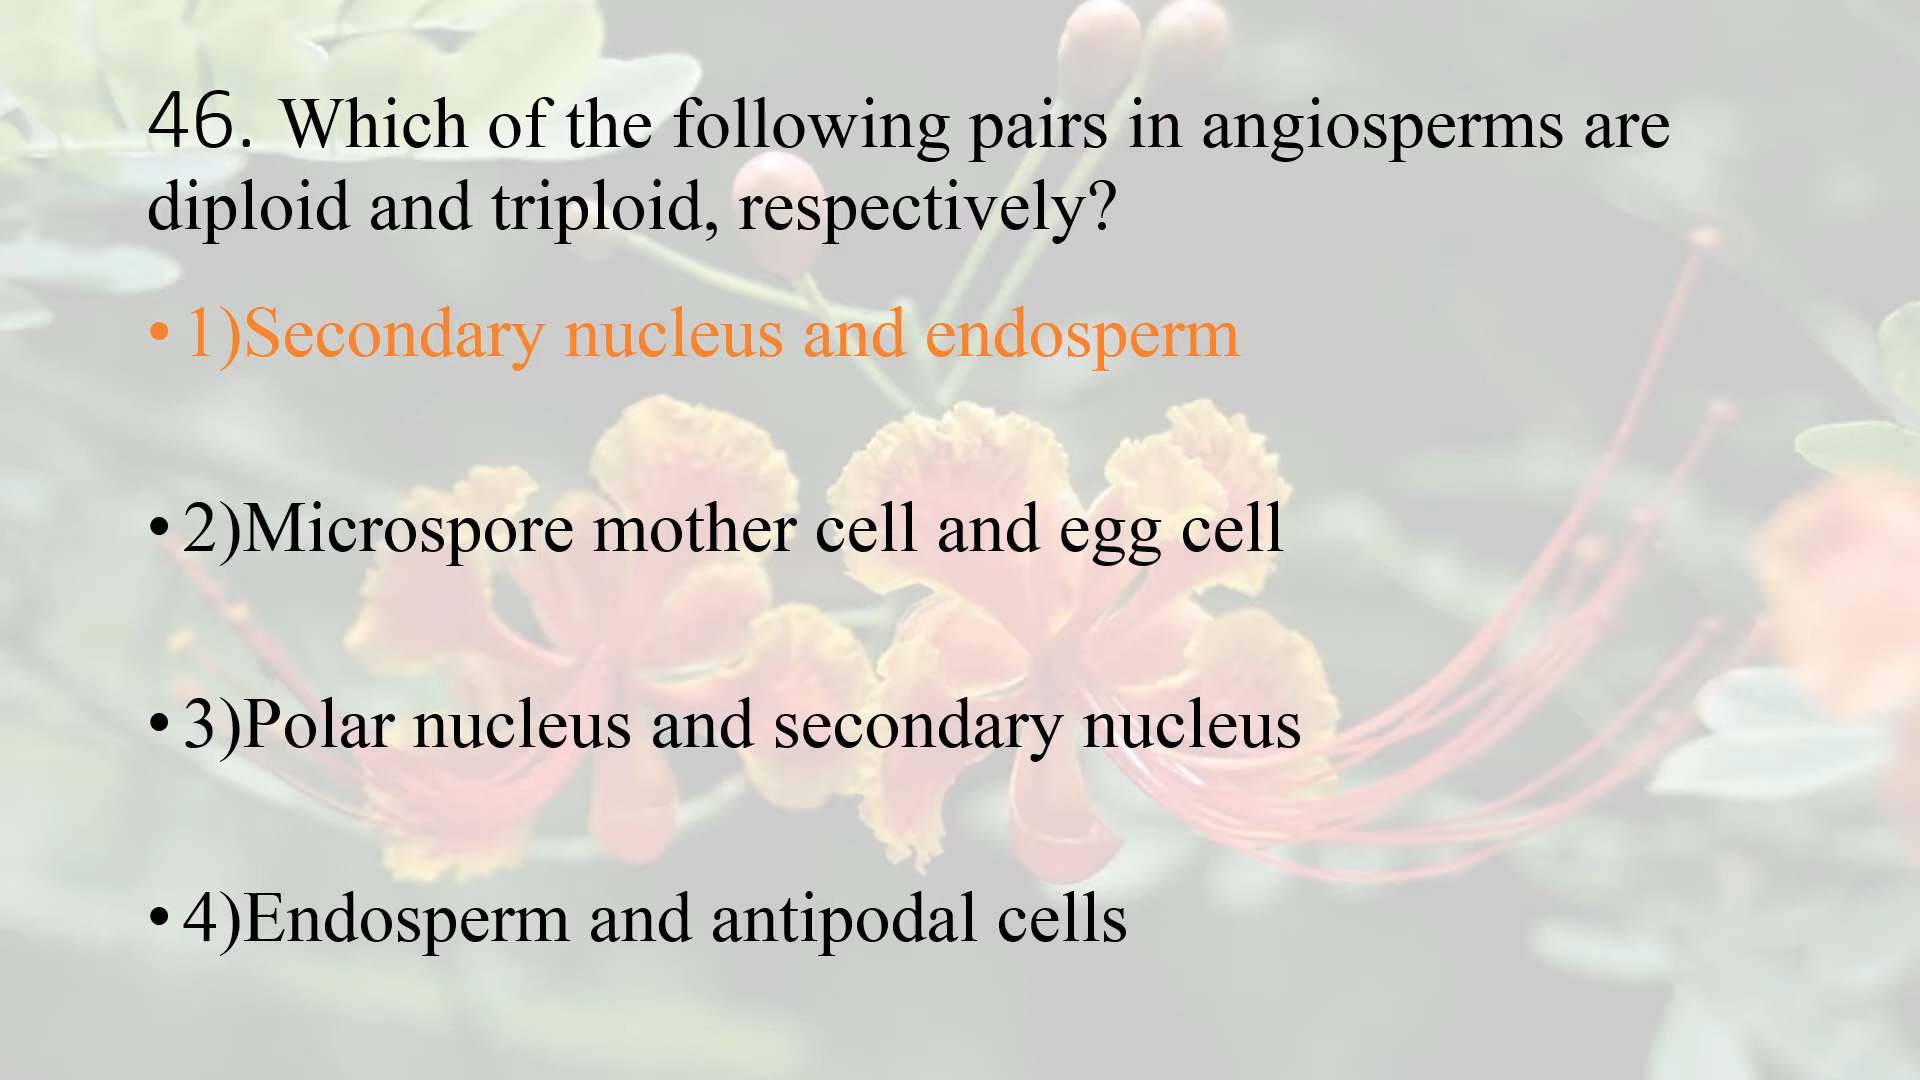 46. Which of the following pairs in angiosperms are
diploid and triploid, respectively?
• 1)Secondary nucleus and endosperm
• 2)Microspore mother cell and egg cell
• 3)Polar nucleus and secondary nucleus
• 4)Endosperm and antipodal cells